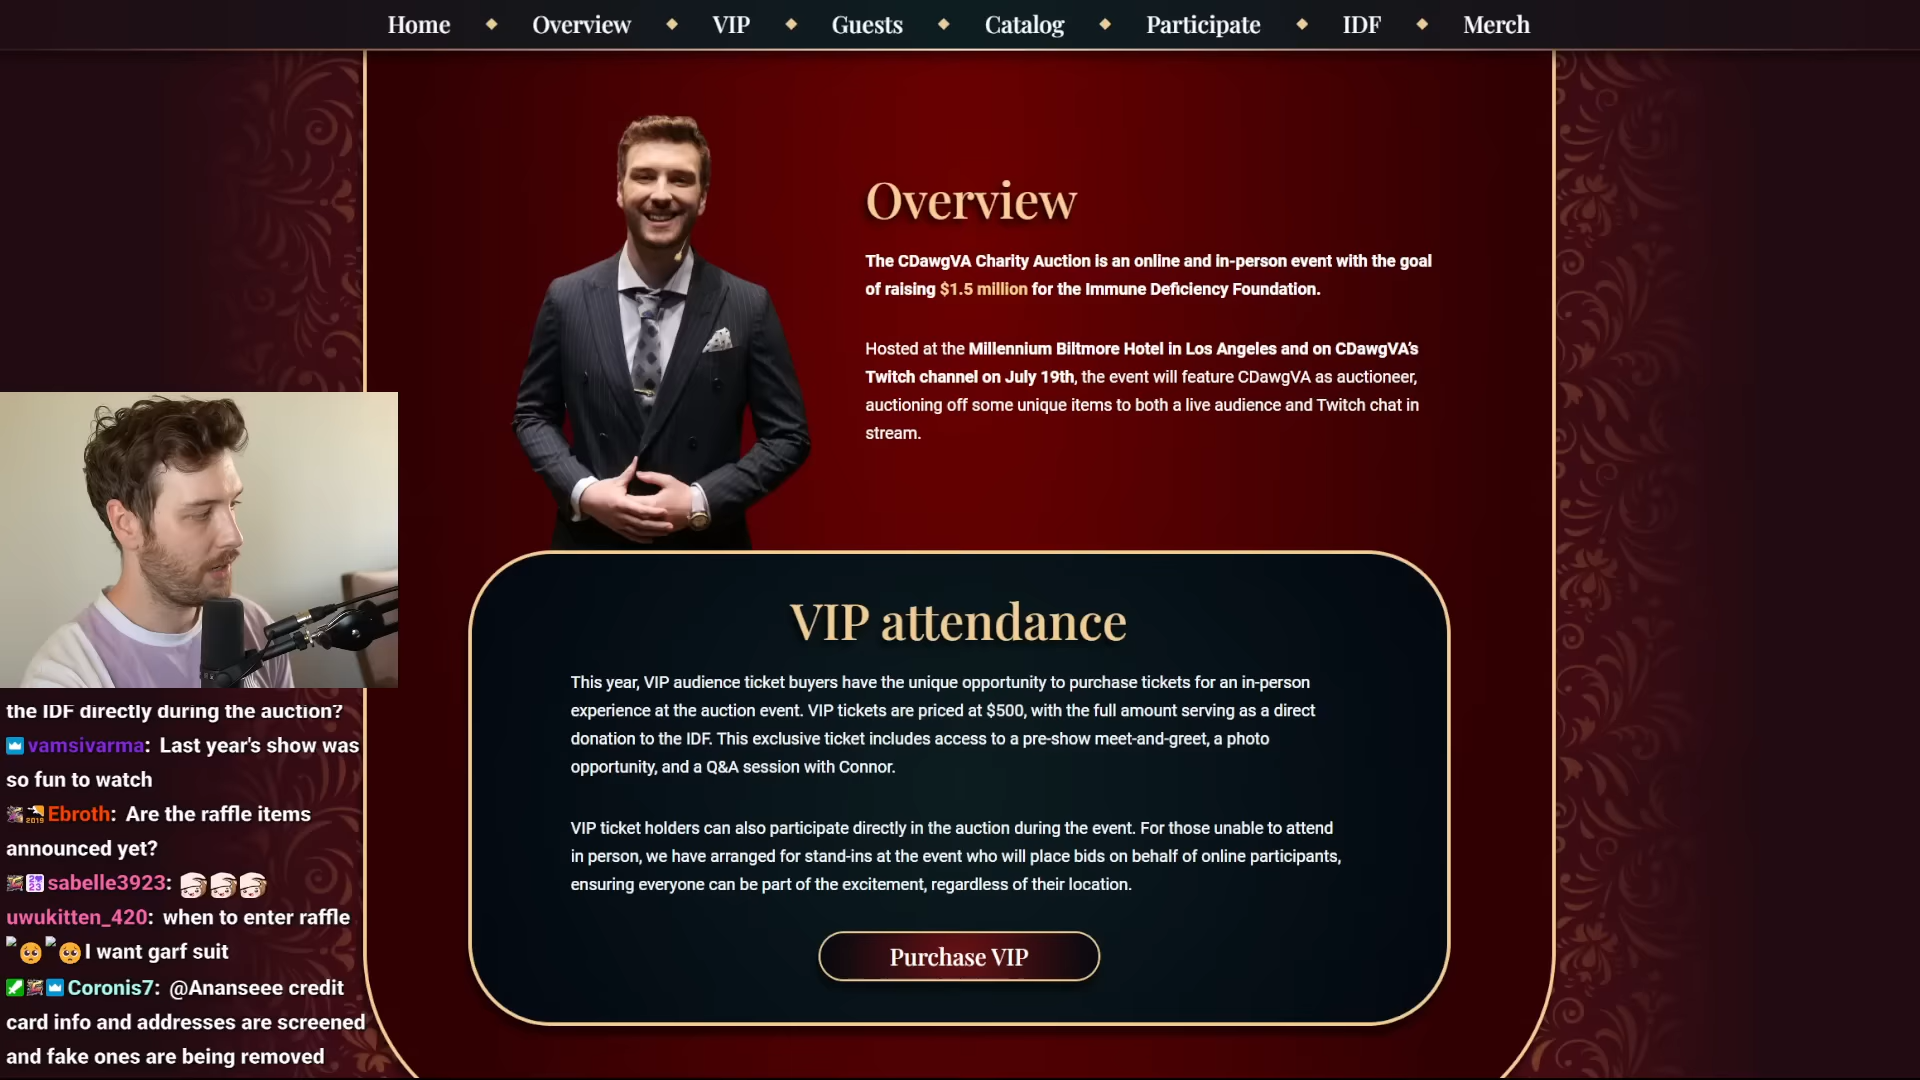 Home ◆ Overview ◆ VIP ◆ Guests ◆ Catalog ◆ Participate ◆ IDF ◆ Merch
Overview
The CDawgVA Charity Auction is an online and in-person event with the goal
of raising $1.5 million for the Immune Deficiency Foundation.
Hosted at the Millennium Biltmore Hotel in Los Angeles and on CDawgVA's
Twitch channel on July 19th, the event will feature CDawgVA as auctioneer,
auctioning off some unique items to both a live audience and Twitch chat in
stream.
VIP attendance
This year, VIP audience ticket buyers have the unique opportunity to purchase tickets for an in-person
experience at the auction event. VIP tickets are priced at $500, with the full amount serving as a direct
donation to the IDF. This exclusive ticket includes access to a pre-show meet-and-greet, a photo
opportunity, and a Q&A session with Connor.
VIP ticket holders can also participate directly in the auction during the event. For those unable to attend
in person, we have arranged for stand-ins at the event who will place bids on behalf of online participants,
ensuring everyone can be part of the excitement, regardless of their location.
Purchase VIP
the IDF directly during the auction?
vamsivarma: Last year's show was
so fun to watch
2019 Ebroth: Are the raffle items
announced yet?
sabelle3923:
uwukitten_420: when to enter raffle
🥺 🥺 I want garf suit
Coronis7: @Ananseee credit
card info and addresses are screened
and fake ones are being removed